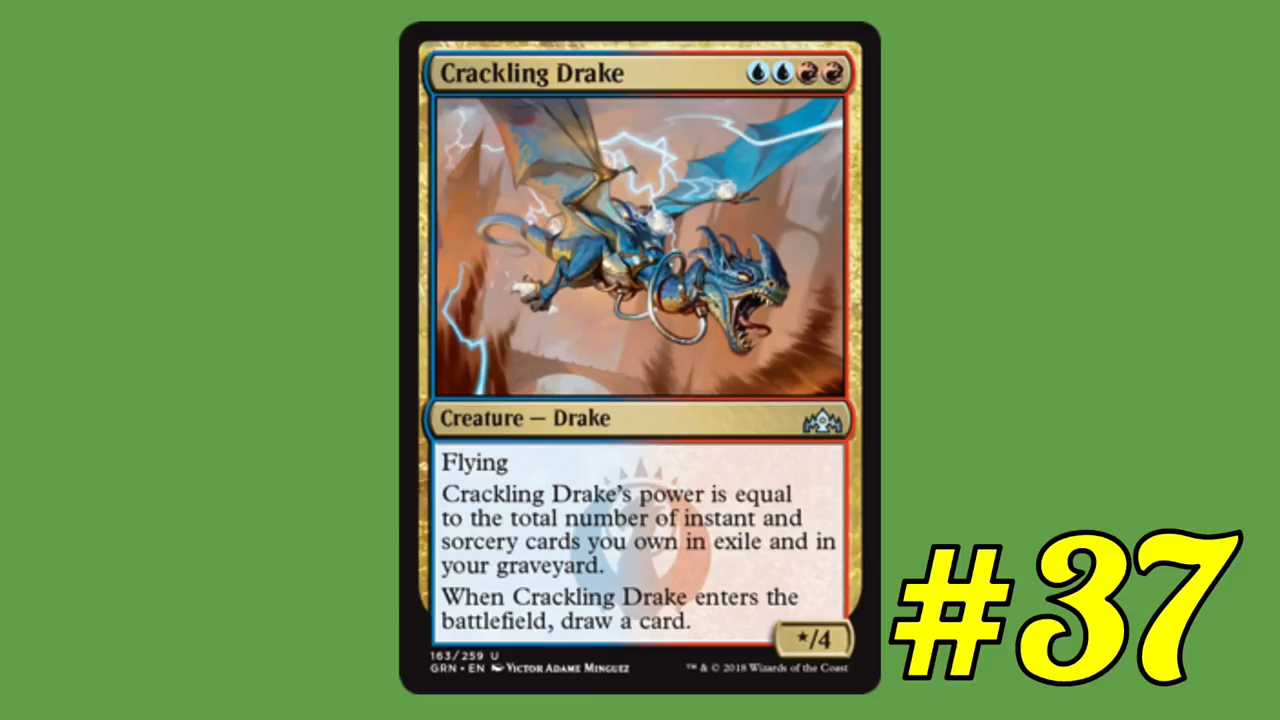 Crackling Drake
Creature — Drake
Flying
Crackling Drake's power is equal
to the total number of instant and
sorcery cards you own in exile and in
your graveyard.
When Crackling Drake enters the
battlefield, draw a card.
*/4
163/259 U
GRN • EN Victor Adame Minguez
™ & © 2018 Wizards of the Coast
#37